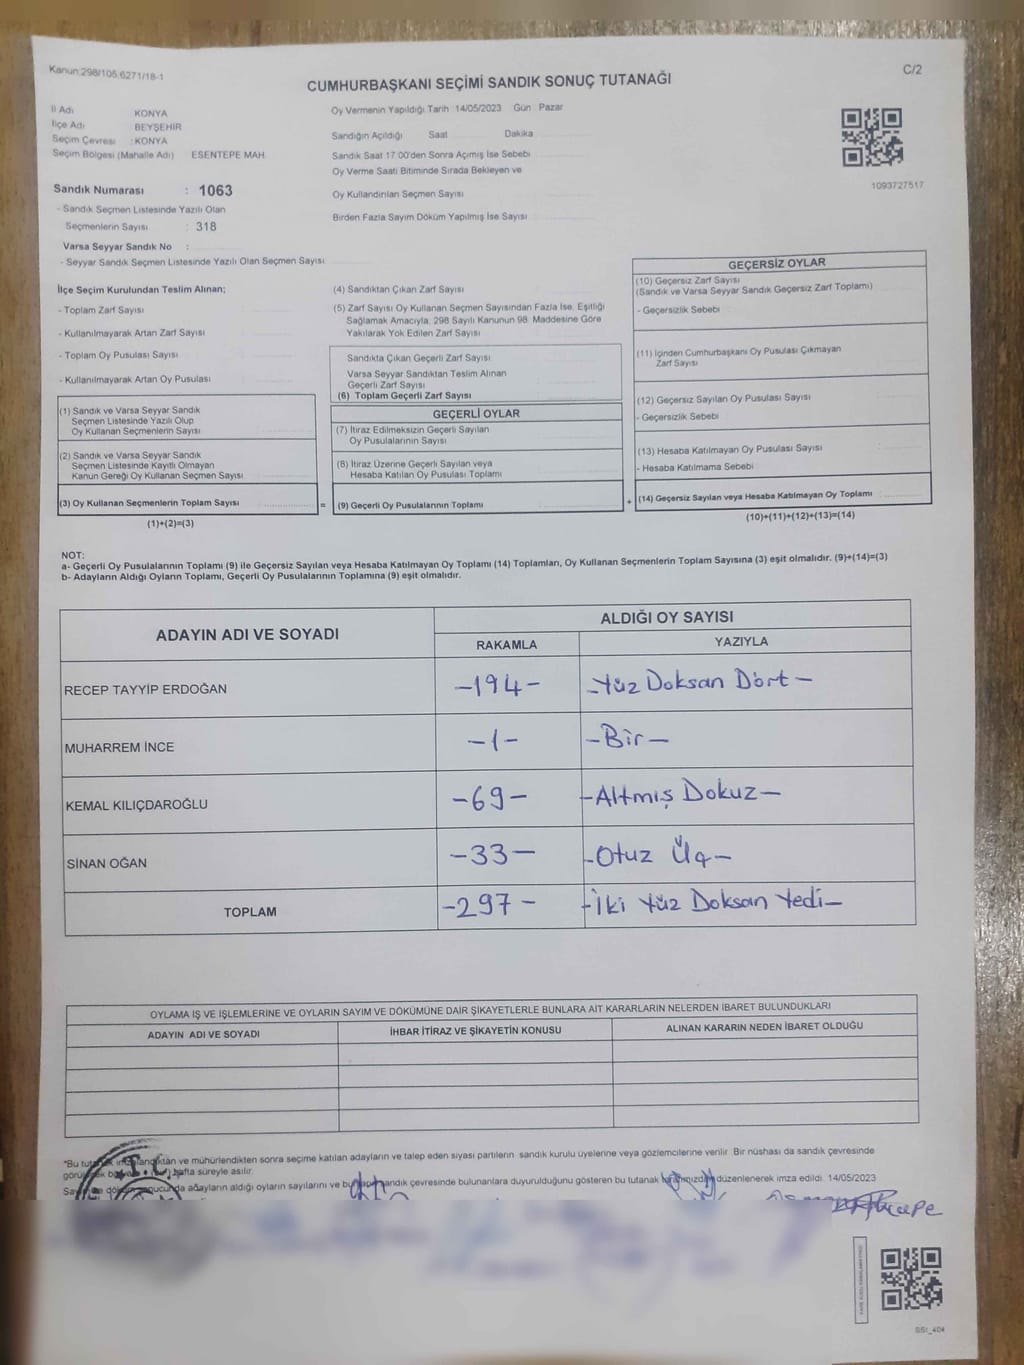 Kanun:298/105,6271/18-1
C/2
CUMHURBAŞKANI SEÇİMİ SANDIK SONUÇ TUTANAĞI
İl Adı KONYA
İlçe Adı BEYŞEHİR
Seçim Çevresi : KONYA
Seçim Bölgesi (Mahalle Adı) ESENTEPE MAH.
Sandık Numarası : 1063
- Sandık Seçmen Listesinde Yazılı Olan
Seçmenlerin Sayısı : 318
Varsa Seyyar Sandık No :
- Seyyar Sandık Seçmen Listesinde Yazılı Olan Seçmen Sayısı
Oy Vermenin Yapıldığı Tarih 14/05/2023 Gün Pazar
Sandığın Açıldığı Saat Dakika
Sandık Saat 17:00'den Sonra Açımış İse Sebebi
Oy Verme Saati Bitiminde Sırada Bekleyen ve
Oy Kullandırılan Seçmen Sayısı
Birden Fazla Sayım Döküm Yapılmış İse Sayısı
1093727517
İlçe Seçim Kurulundan Teslim Alınan;
- Toplam Zarf Sayısı
- Kullanılmayarak Artan Zarf Sayısı
- Toplam Oy Pusulası Sayısı
- Kullanılmayarak Artan Oy Pusulası
(1) Sandık ve Varsa Seyyar Sandık
Seçmen Listesinde Yazılı Olup
Oy Kullanan Seçmenlerin Sayısı
(2) Sandık ve Varsa Seyyar Sandık
Seçmen Listesinde Kayıtlı Olmayan
Kanun Gereği Oy Kullanan Seçmen Sayısı
(3) Oy Kullanan Seçmenlerin Toplam Sayısı =
(1)+(2)=(3)
(4) Sandıktan Çıkan Zarf Sayısı
(5) Zarf Sayısı Oy Kullanan Seçmen Sayısından Fazla İse, Eşitliği
Sağlamak Amacıyla, 298 Sayılı Kanunun 98. Maddesine Göre
Yakılarak Yok Edilen Zarf Sayısı
Sandıkta Çıkan Geçerli Zarf Sayısı
Varsa Seyyar Sandıktan Teslim Alınan
Geçerli Zarf Sayısı
(6) Toplam Geçerli Zarf Sayısı
GEÇERLİ OYLAR
(7) İtiraz Edilmeksizin Geçerli Sayılan
Oy Pusulalarının Sayısı
(8) İtiraz Üzerine Geçerli Sayılan veya
Hesaba Katılan Oy Pusulası Toplamı
(9) Geçerli Oy Pusulalarının Toplamı +
GEÇERSİZ OYLAR
(10) Geçersiz Zarf Sayısı
(Sandık ve Varsa Seyyar Sandık Geçersiz Zarf Toplamı)
- Geçersizlik Sebebi
(11) İçinden Cumhurbaşkanı Oy Pusulası Çıkmayan
Zarf Sayısı
(12) Geçersiz Sayılan Oy Pusulası Sayısı
- Geçersizlik Sebebi
(13) Hesaba Katılmayan Oy Pusulası Sayısı
- Hesaba Katılmama Sebebi
(14) Geçersiz Sayılan veya Hesaba Katılmayan Oy Toplamı
(10)+(11)+(12)+(13)=(14)
NOT:
a- Geçerli Oy Pusulalarının Toplamı (9) ile Geçersiz Sayılan veya Hesaba Katılmayan Oy Toplamı (14) Toplamları, Oy Kullanan Seçmenlerin Toplam Sayısına (3) eşit olmalıdır. (9)+(14)=(3)
b- Adayların Aldığı Oyların Toplamı, Geçerli Oy Pusulalarının Toplamına (9) eşit olmalıdır.
ADAYIN ADI VE SOYADI
ALDIĞI OY SAYISI
RAKAMLA YAZIYLA
RECEP TAYYİP ERDOĞAN -194- -Yüz Doksan Dört-
MUHARREM İNCE -1- -Bir-
KEMAL KILIÇDAROĞLU -69- -Altmış Dokuz-
SİNAN OĞAN -33- -Otuz Üç-
TOPLAM -297- -İki Yüz Doksan Yedi-
OYLAMA İŞ VE İŞLEMLERİNE VE OYLARIN SAYIM VE DÖKÜMÜNE DAİR ŞİKAYETLERLE BUNLARA AİT KARARLARIN NELERDEN İBARET BULUNDUKLARI
ADAYIN ADI VE SOYADI İHBAR İTİRAZ VE ŞİKAYETİN KONUSU ALINAN KARARIN NEDEN İBARET OLDUĞU
*Bu ve mühürlendikten sonra seçime katılan adayların ve talep eden siyasi partilerin sandık kurulu üyelerine veya gözlemcilerine verilir. Bir nüshası da sandık çevresinde
hafta süreyle asılır.
adayların aldığı oyların sayılarını ve sandık çevresinde bulunanlara duyurulduğunu gösteren bu tutanak düzenlenerek imza edildi. 14/05/2023
T.C.
SSI_404